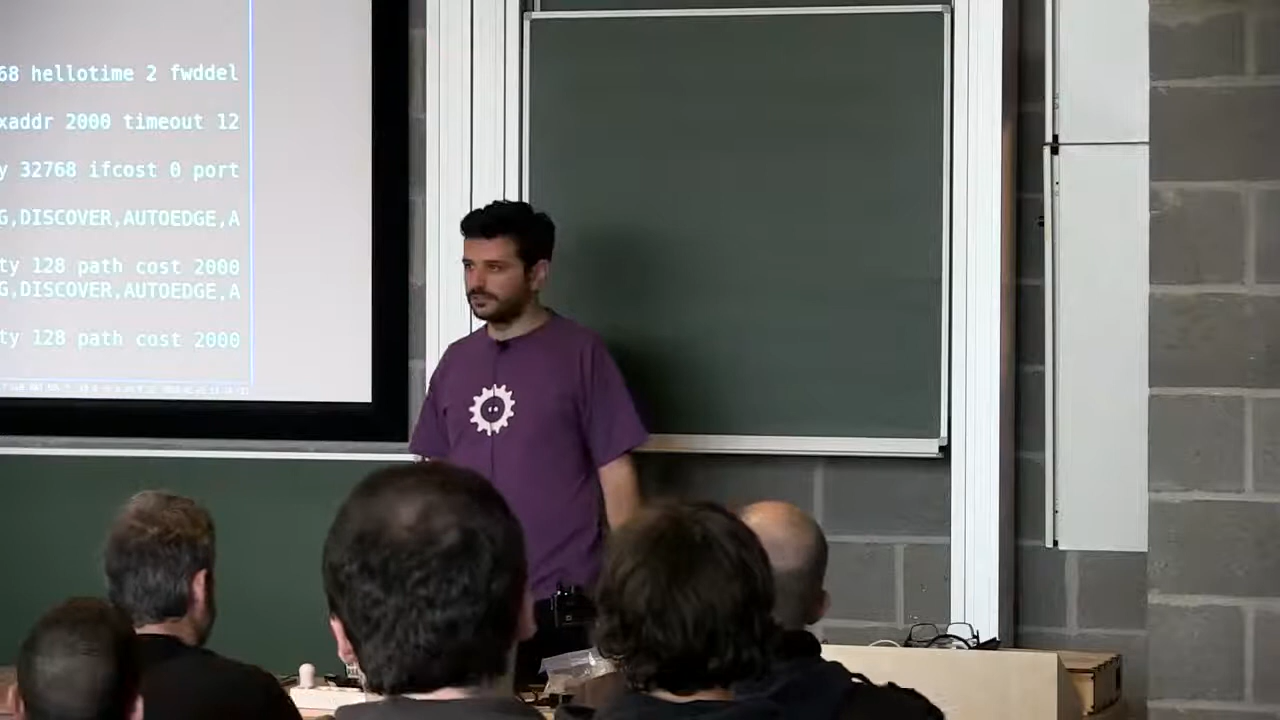 68 hellotime 2 fwddel
xaddr 2000 timeout 12
y 32768 ifcost 0 port
G,DISCOVER,AUTOEDGE,A
ty 128 path cost 2000
G,DISCOVER,AUTOEDGE,A
ty 128 path cost 2000